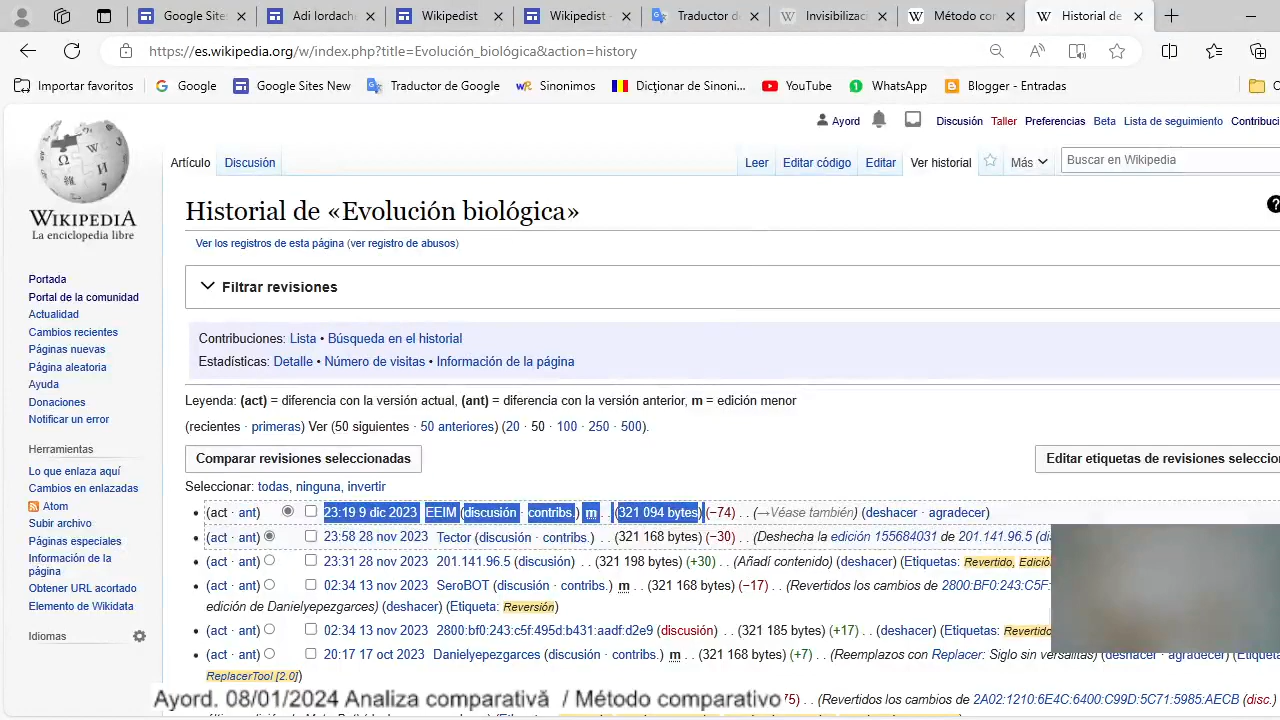 Google Sites
Adi Iordach
Wikipedist
Wikipedist -
Traductor d
Invisibilizac
Método com
Historial de
https://es.wikipedia.org/w/index.php?title=Evolución_biológica&action=history
Importar favoritos
Google
Google Sites New
Traductor de Google
Sinonimos
Dicționar de Sinoni...
YouTube
WhatsApp
Blogger - Entradas
Ayord
Discusión
Taller
Preferencias
Beta
Lista de seguimiento
Contribuci
Artículo
Discusión
Leer
Editar código
Editar
Ver historial
Más
Buscar en Wikipedia
WIKIPEDIA
La enciclopedia libre
Portada
Portal de la comunidad
Actualidad
Cambios recientes
Páginas nuevas
Página aleatoria
Ayuda
Donaciones
Notificar un error
Herramientas
Lo que enlaza aquí
Cambios en enlazadas
Atom
Subir archivo
Páginas especiales
Información de la
página
Obtener URL acortado
Elemento de Wikidata
Idiomas
Historial de «Evolución biológica»
Ver los registros de esta página (ver registro de abusos)
Filtrar revisiones
Contribuciones: Lista • Búsqueda en el historial
Estadísticas: Detalle • Número de visitas • Información de la página
Leyenda: (act) = diferencia con la versión actual, (ant) = diferencia con la versión anterior, m = edición menor
(recientes · primeras) Ver (50 siguientes · 50 anteriores) (20 · 50 · 100 · 250 · 500).
Comparar revisiones seleccionadas
Editar etiquetas de revisiones seleccio
Seleccionar: todas, ninguna, invertir
(act · ant) 23:19 9 dic 2023 EEIM (discusión · contribs.) m . . (321 094 bytes) (−74) . . (→Véase también) (deshacer · agradecer)
(act · ant) 23:58 28 nov 2023 Tector (discusión · contribs.) . . (321 168 bytes) (−30) . . (Deshecha la edición 155684031 de 201.141.96.5 (di
(act · ant) 23:31 28 nov 2023 201.141.96.5 (discusión) . . (321 198 bytes) (+30) . . (Añadí contenido) (deshacer) (Etiquetas: Revertido, Edició
(act · ant) 02:34 13 nov 2023 SeroBOT (discusión · contribs.) m . . (321 168 bytes) (−17) . . (Revertidos los cambios de 2800:BF0:243:C5F:
edición de Danielyepezgarces) (deshacer) (Etiqueta: Reversión)
(act · ant) 02:34 13 nov 2023 2800:bf0:243:c5f:495d:b431:aadf:d2e9 (discusión) . . (321 185 bytes) (+17) . . (deshacer) (Etiquetas: Revertido
(act · ant) 20:17 17 oct 2023 Danielyepezgarces (discusión · contribs.) m . . (321 168 bytes) (+7) . . (Reemplazos con Replacer: Siglo sin versalitas) (deshacer · agradecer) (Etiqueta
ReplacerTool [2.0])
75) . . (Revertidos los cambios de 2A02:1210:6E4C:6400:C99D:5C71:5985:AECB (disc.)
Ayord. 08/01/2024 Analiza comparativă / Método comparativo